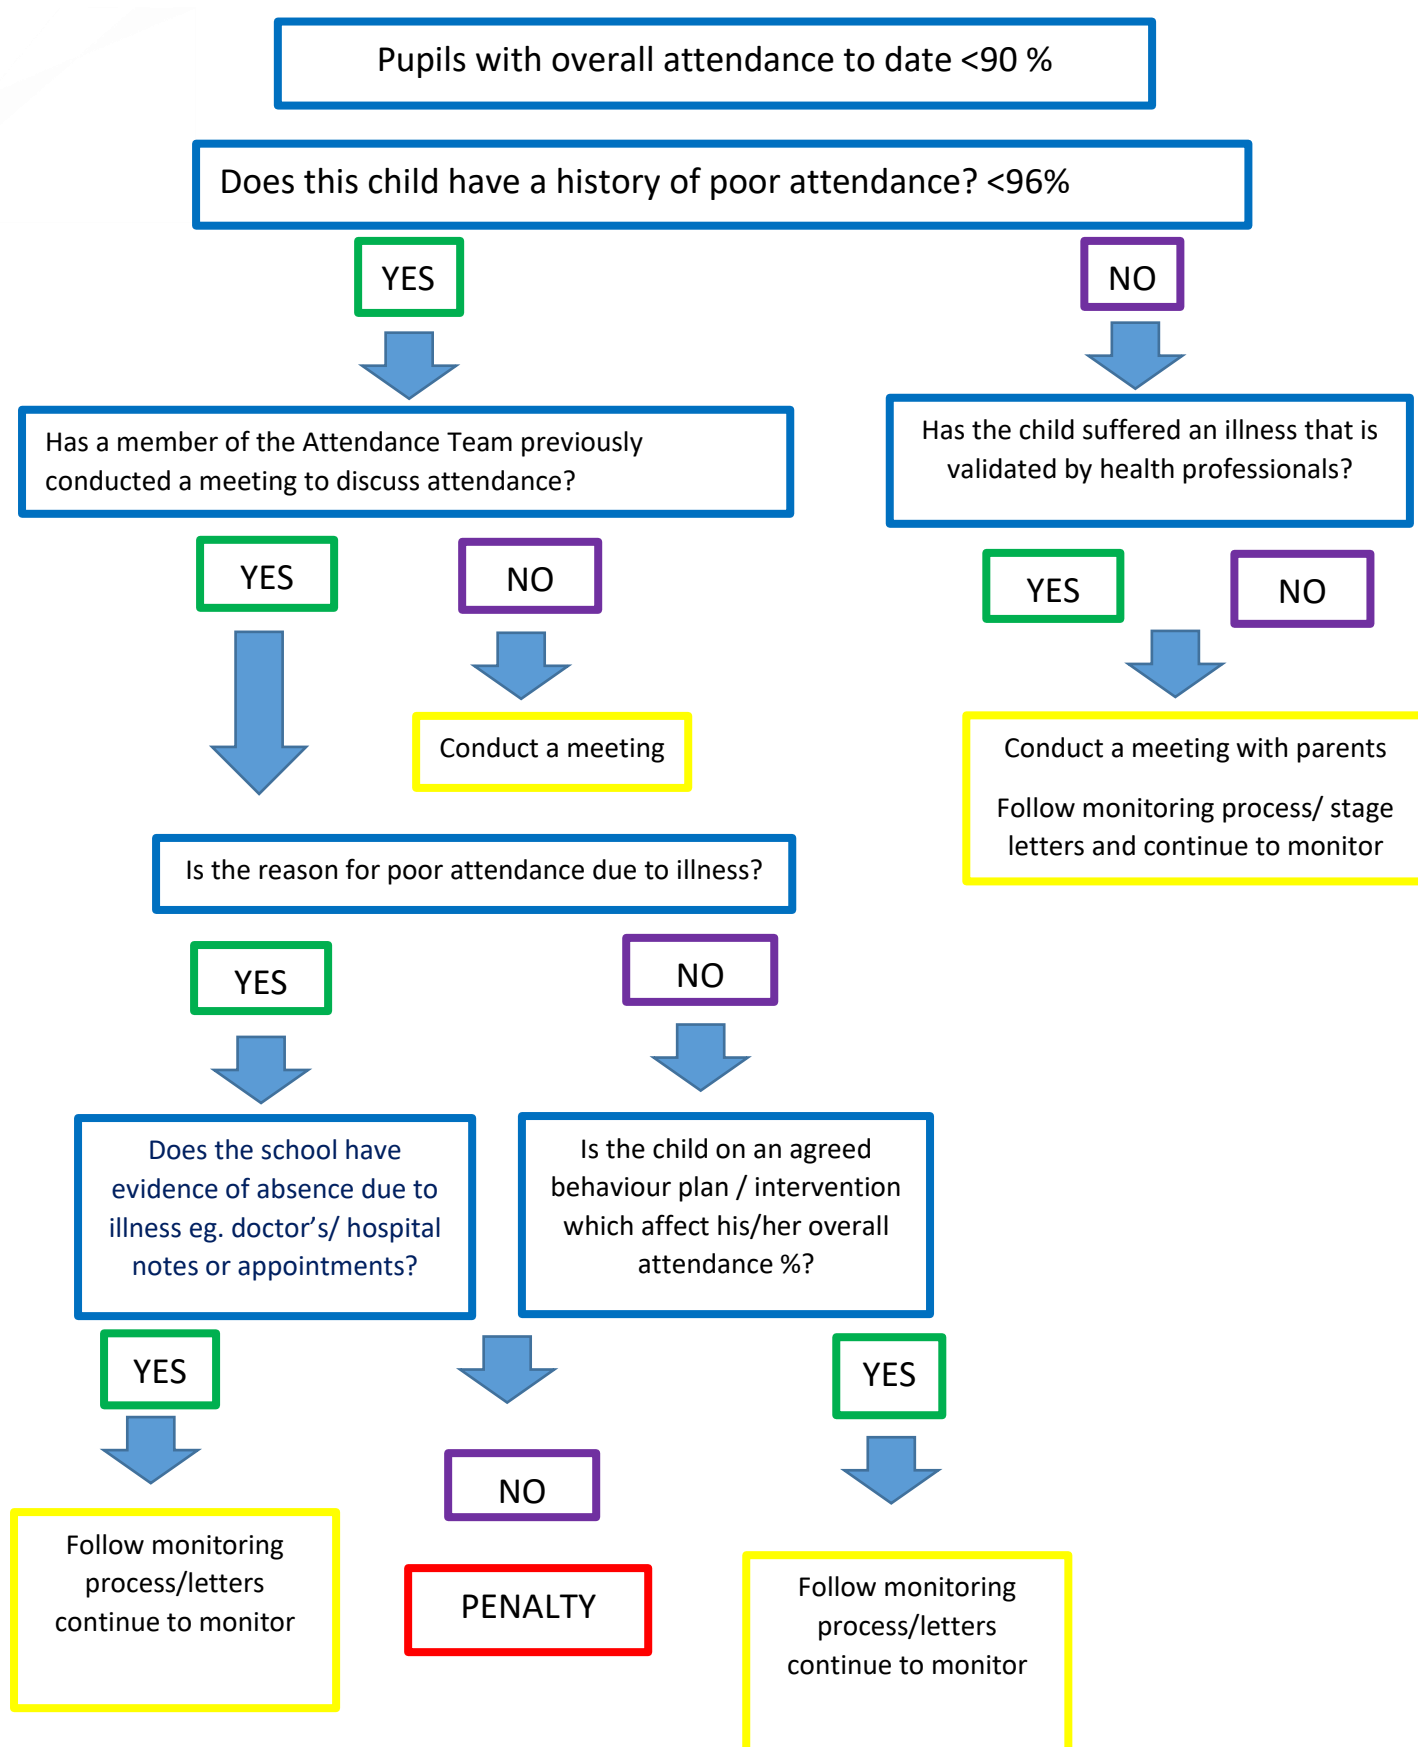 Pupils with overall attendance to date <90 %
Does this child have a history of poor attendance? <96%
YES
NO
Has a member of the Attendance Team previously
conducted a meeting to discuss attendance?
Has the child suffered an illness that is
validated by health professionals?
YES
NO
YES
NO
Conduct a meeting
Conduct a meeting with parents
Follow monitoring process/ stage
letters and continue to monitor
Is the reason for poor attendance due to illness?
YES
NO
Does the school have
evidence of absence due to
illness eg. doctor’s/ hospital
notes or appointments?
Is the child on an agreed
behaviour plan / intervention
which affect his/her overall
attendance %?
YES
YES
NO
Follow monitoring
process/letters
continue to monitor
PENALTY
Follow monitoring
process/letters
continue to monitor